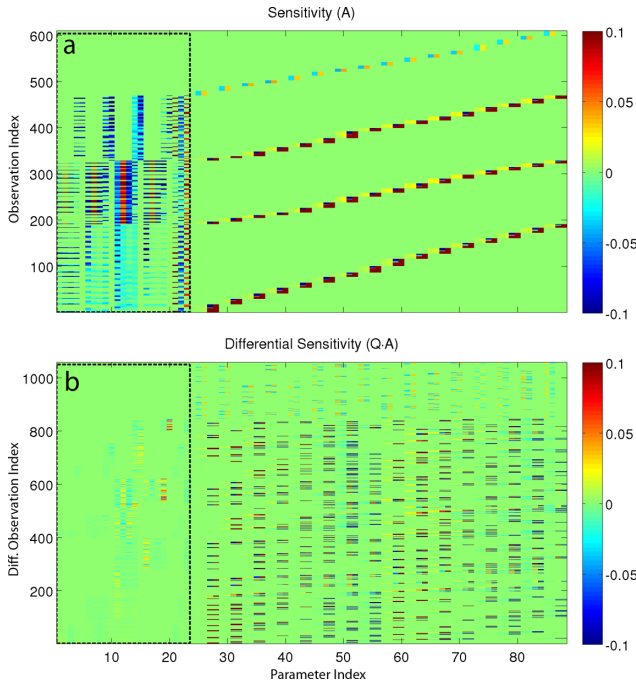 Sensitivity (A)
a
600
500
400
300
200
100
Observation Index
0.1
0.05
0
-0.05
-0.1
Differential Sensitivity (Q·A)
b
1000
800
600
400
200
Diff. Observation Index
10 20 30 40 50 60 70 80
Parameter Index
0.1
0.05
0
-0.05
-0.1